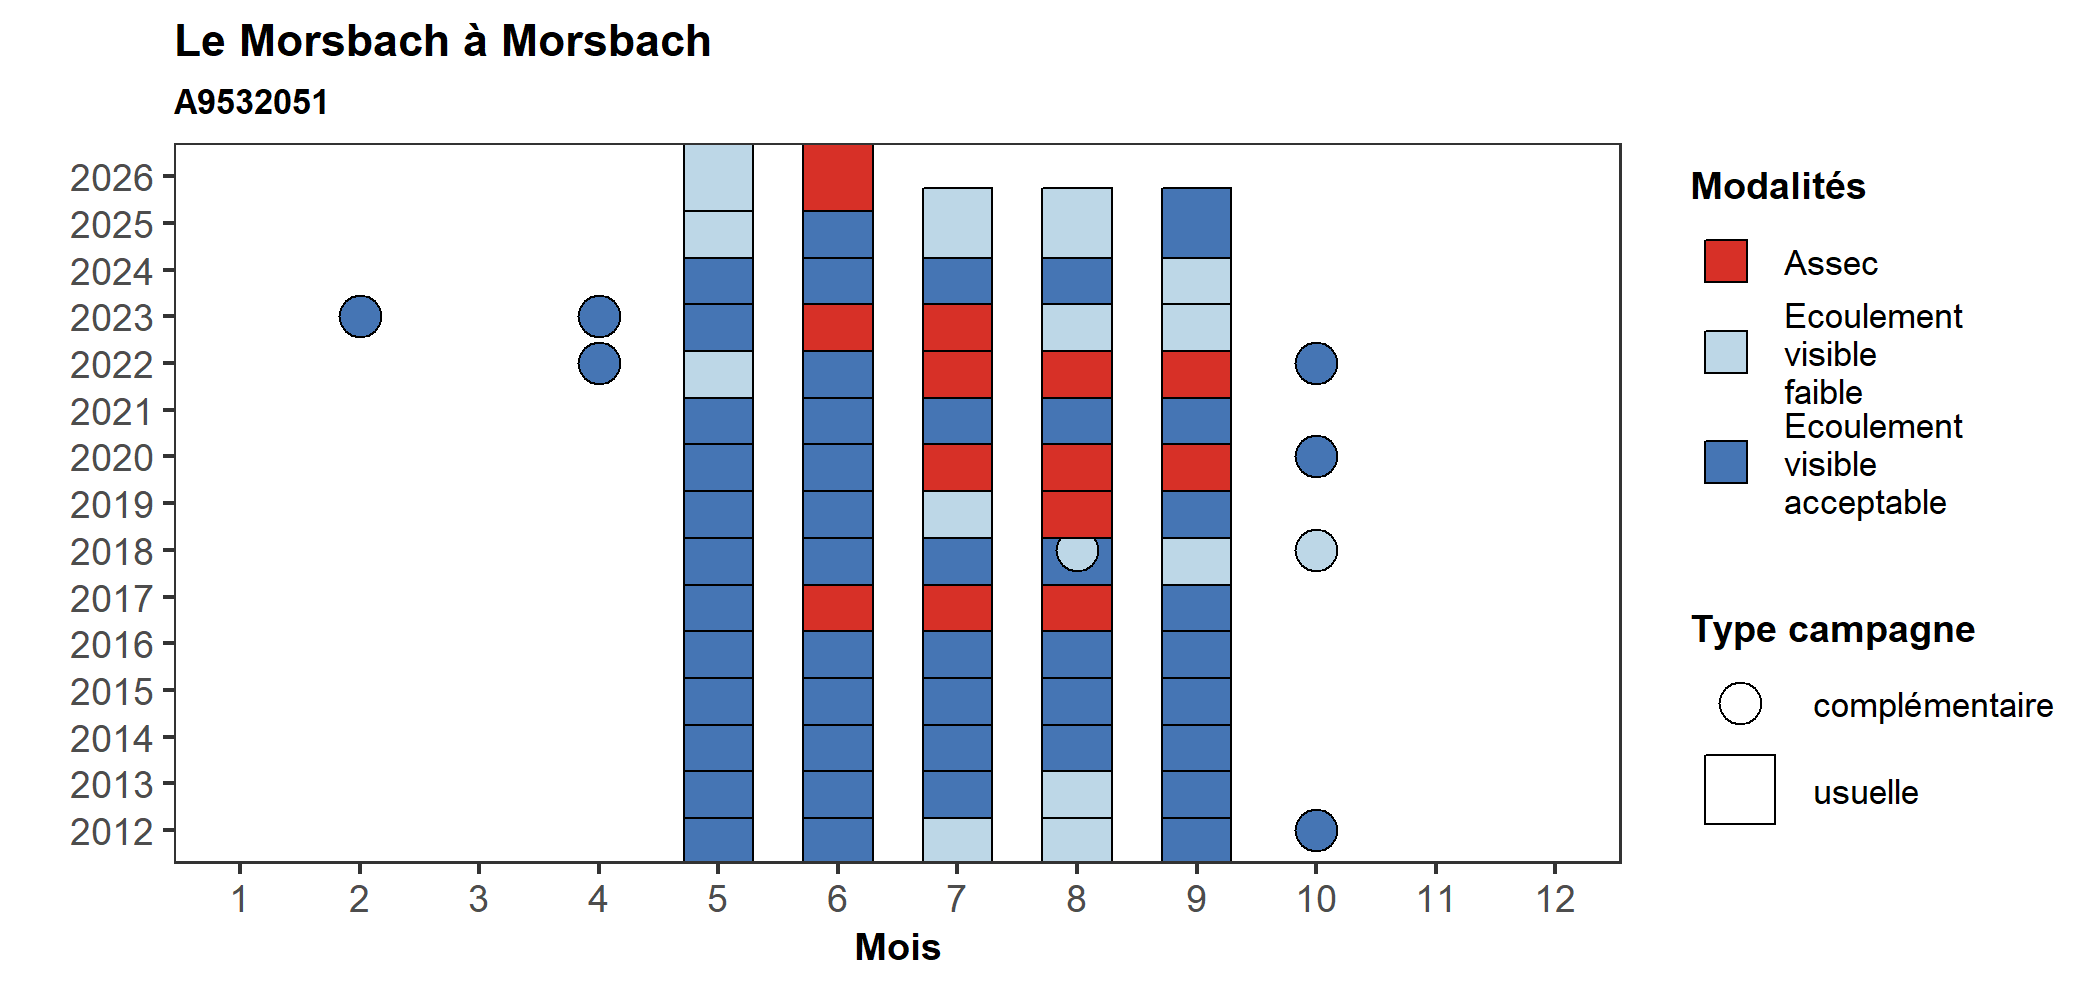 Le Morsbach à Morsbach
A9532051
2026
2025
2024
2023
2022
2021
2020
2019
2018
2017
2016
2015
2014
2013
2012
1 2 3 4 5 6 7 8 9 10 11 12
Mois
Modalités
Assec
Ecoulement
visible
faible
Ecoulement
visible
acceptable
Type campagne
complémentaire
usuelle